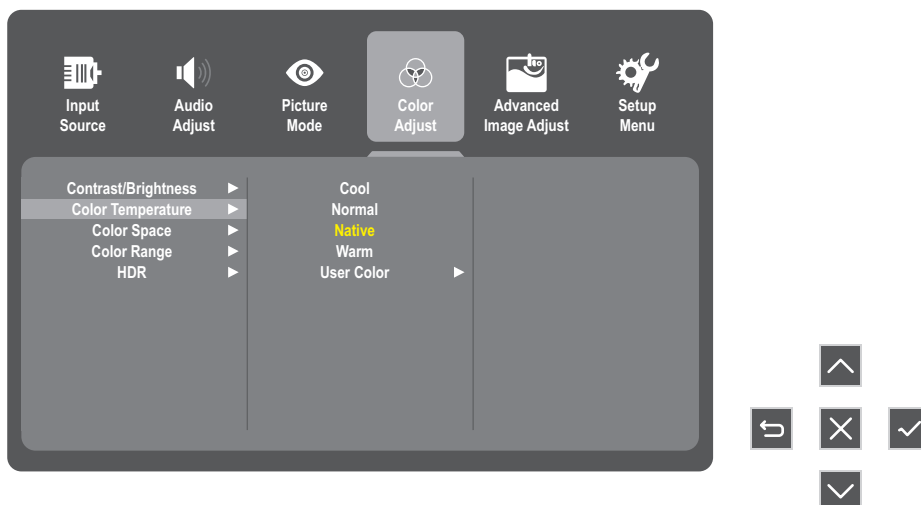 Input
Source
Audio
Adjust
Picture
Mode
Color
Adjust
Advanced
Image Adjust
Setup
Menu
Contrast/Brightness
Color Temperature
Color Space
Color Range
HDR
Cool
Normal
Native
Warm
User Color